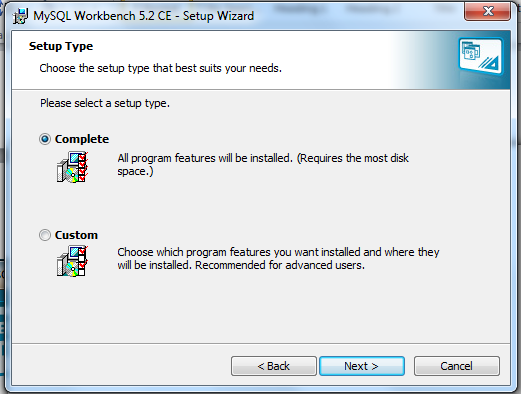 MySQL Workbench 5.2 CE - Setup Wizard
Setup Type
Choose the setup type that best suits your needs.
Please select a setup type.
Complete
All program features will be installed. (Requires the most disk
space.)
Custom
Choose which program features you want installed and where they
will be installed. Recommended for advanced users.
< Back
Next >
Cancel